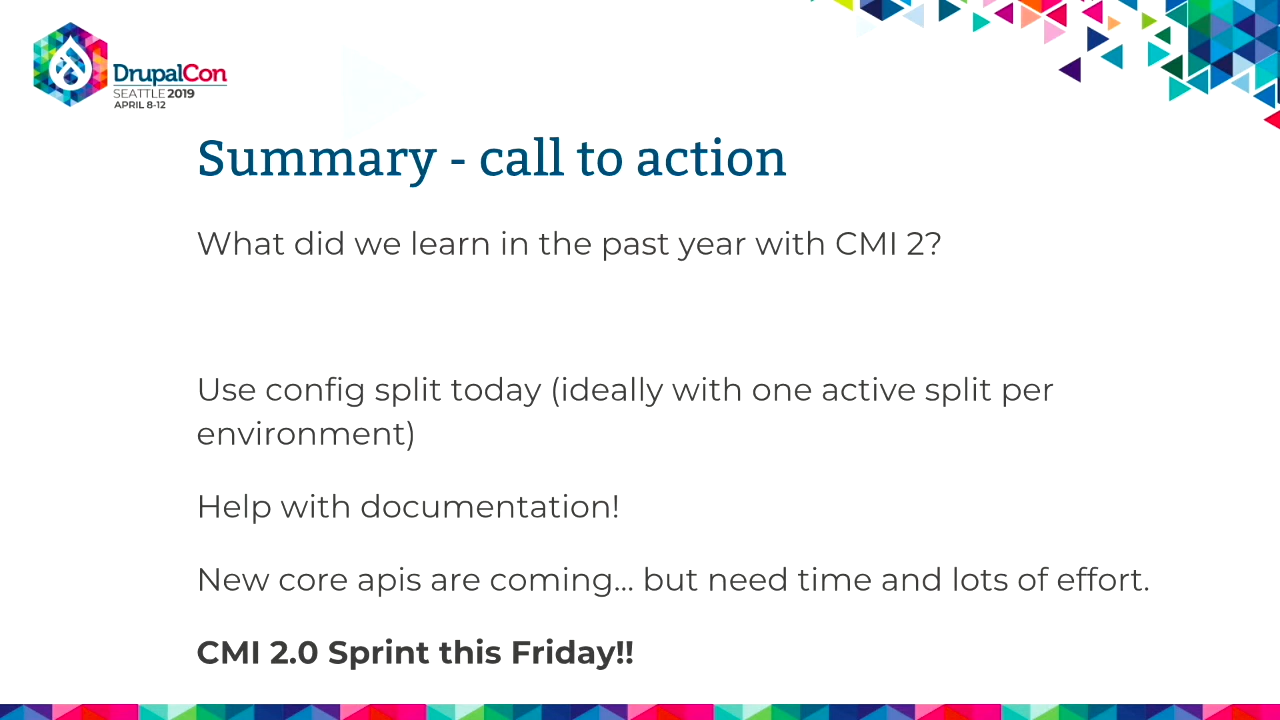 DrupalCon
SEATTLE 2019
APRIL 8-12
Summary - call to action
What did we learn in the past year with CMI 2?
Use config split today (ideally with one active split per
environment)
Help with documentation!
New core apis are coming... but need time and lots of effort.
CMI 2.0 Sprint this Friday!!